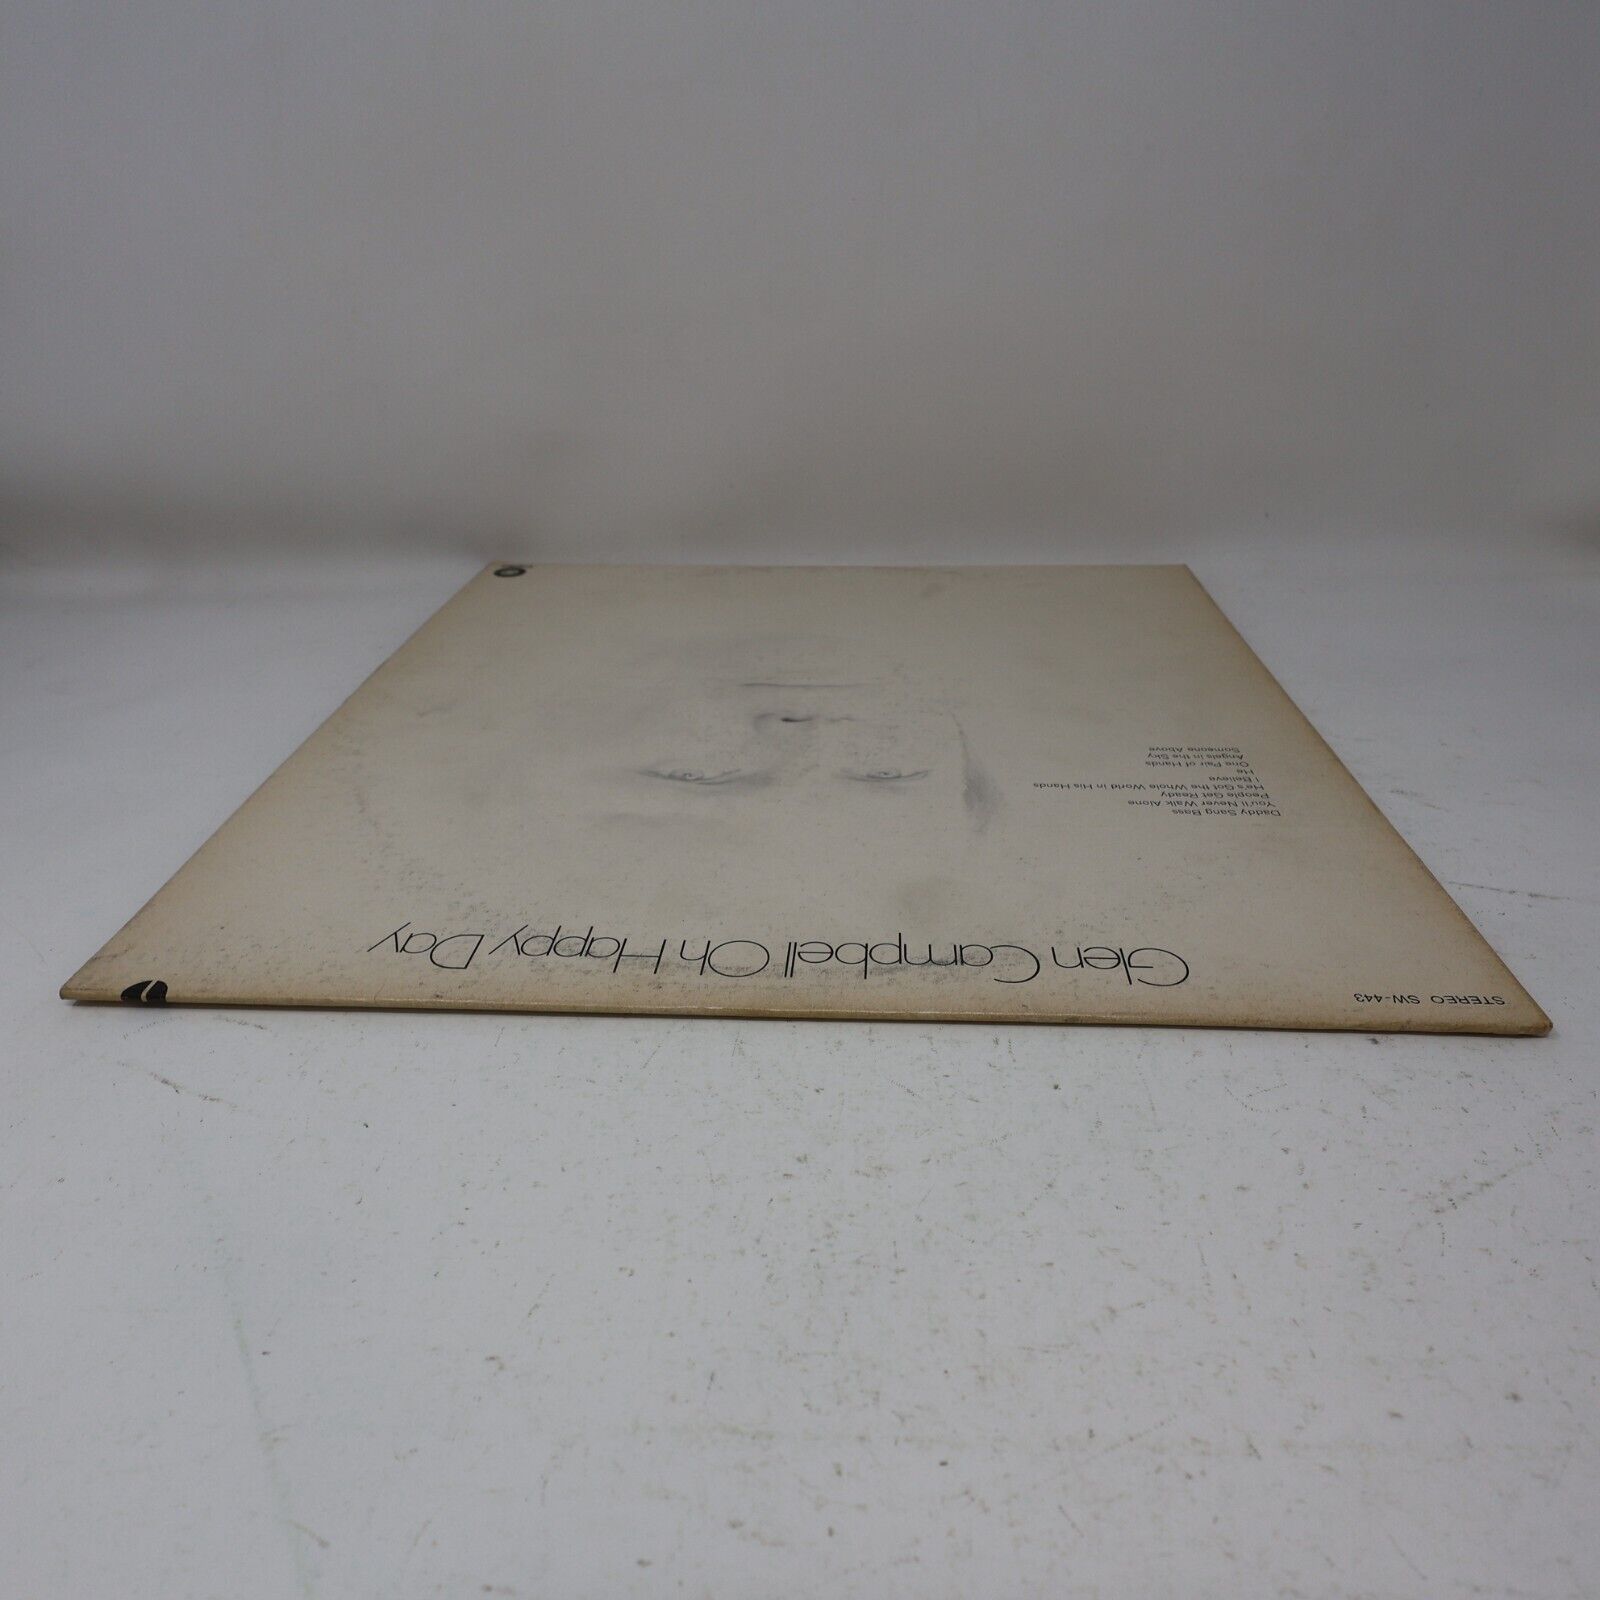 STEREO SW-443
Glen Campbell Oh Happy Day
Daddy Sang Bass
You'll Never Walk Alone
People Get Ready
He's Got the Whole World in His Hands
I Believe
He
One Pair of Hands
Angels in the Sky
Someone Above